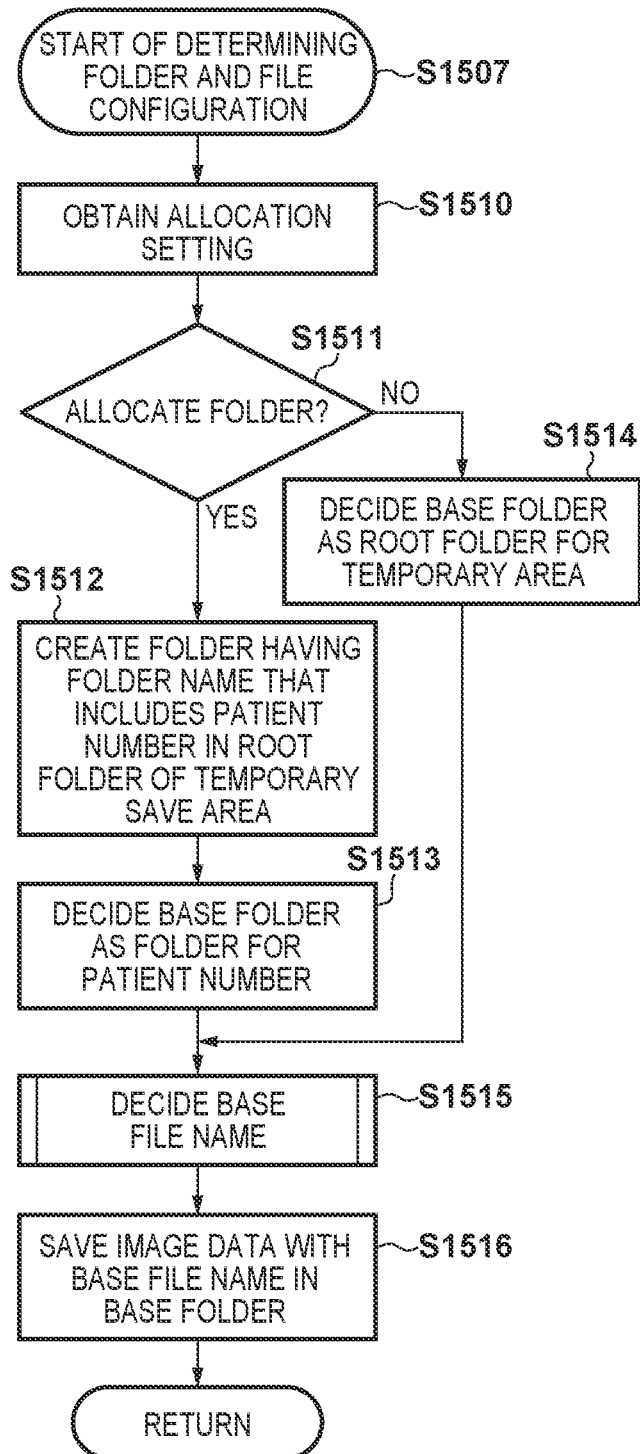 START OF DETERMINING
FOLDER AND FILE
CONFIGURATION
S1507
OBTAIN ALLOCATION
SETTING
S1510
S1511
ALLOCATE FOLDER?
NO
YES
S1514
DECIDE BASE FOLDER
AS ROOT FOLDER FOR
TEMPORARY AREA
S1512
CREATE FOLDER HAVING
FOLDER NAME THAT
INCLUDES PATIENT
NUMBER IN ROOT
FOLDER OF TEMPORARY
SAVE AREA
S1513
DECIDE BASE FOLDER
AS FOLDER FOR
PATIENT NUMBER
DECIDE BASE
FILE NAME
S1515
SAVE IMAGE DATA WITH
BASE FILE NAME IN
BASE FOLDER
S1516
RETURN